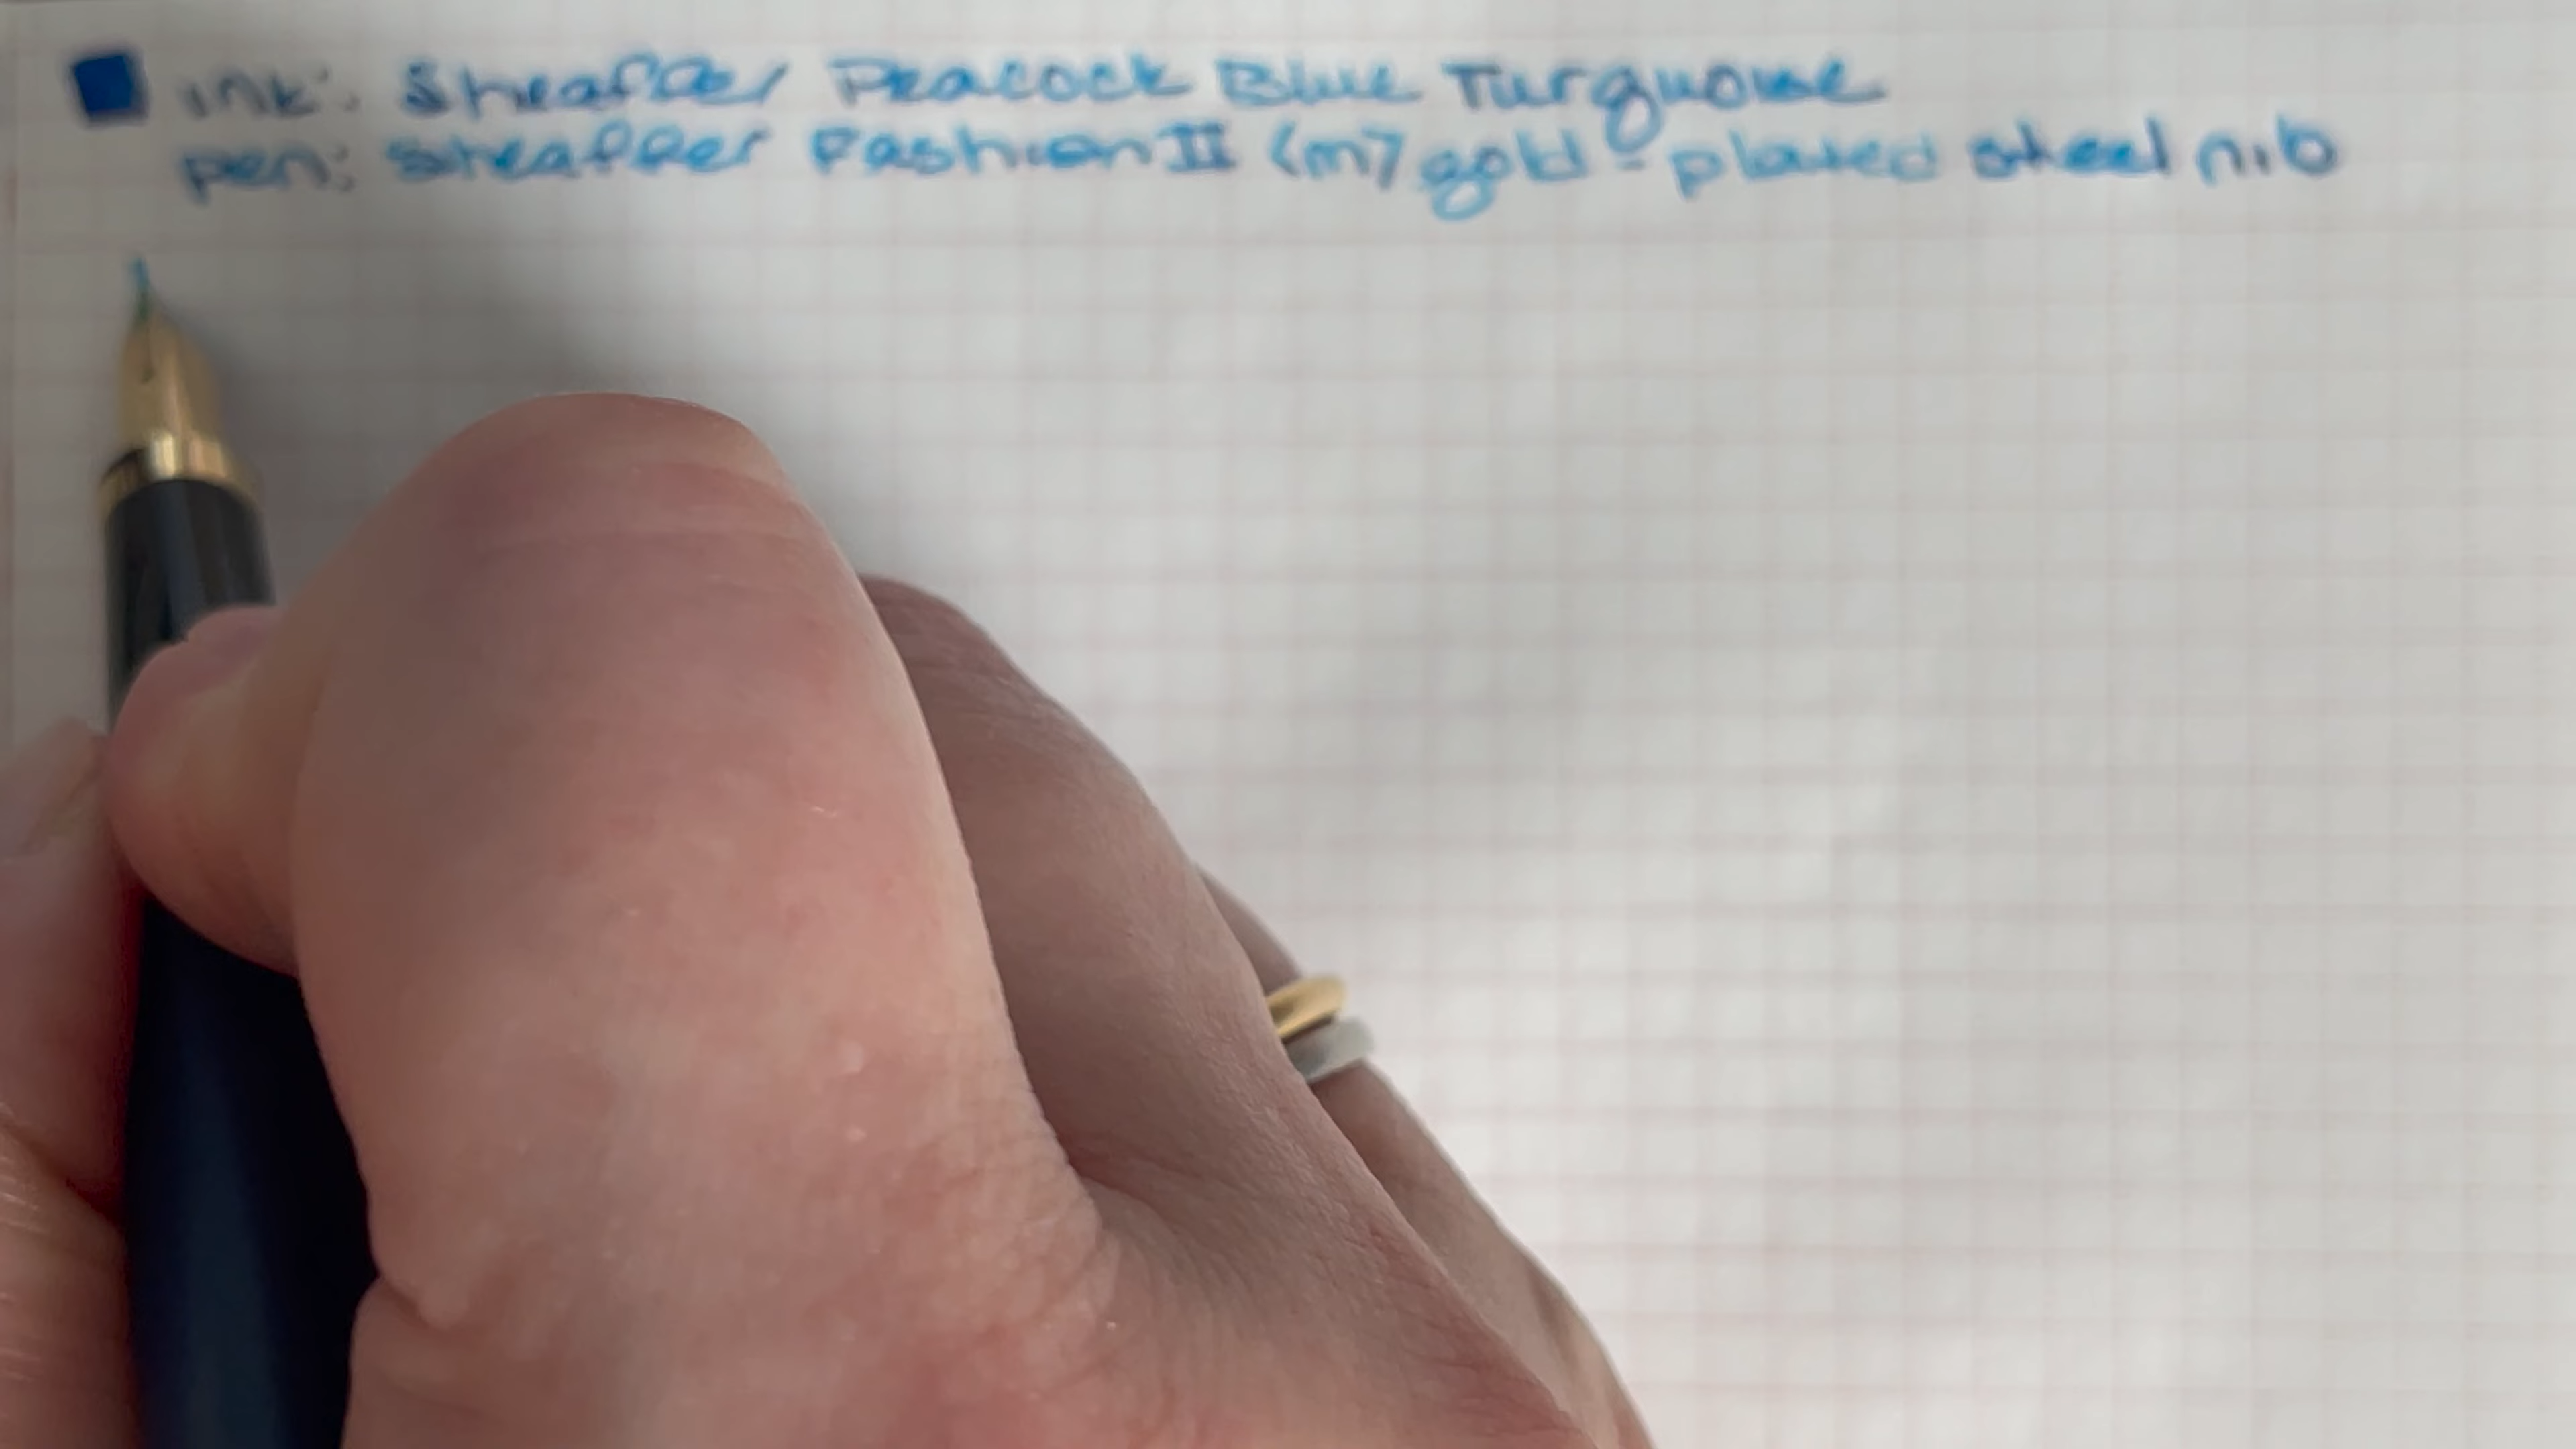 ink: Sheaffer Peacock Blue Turquoise
pen: Sheaffer Fashion II (m) gold-plated steel nib